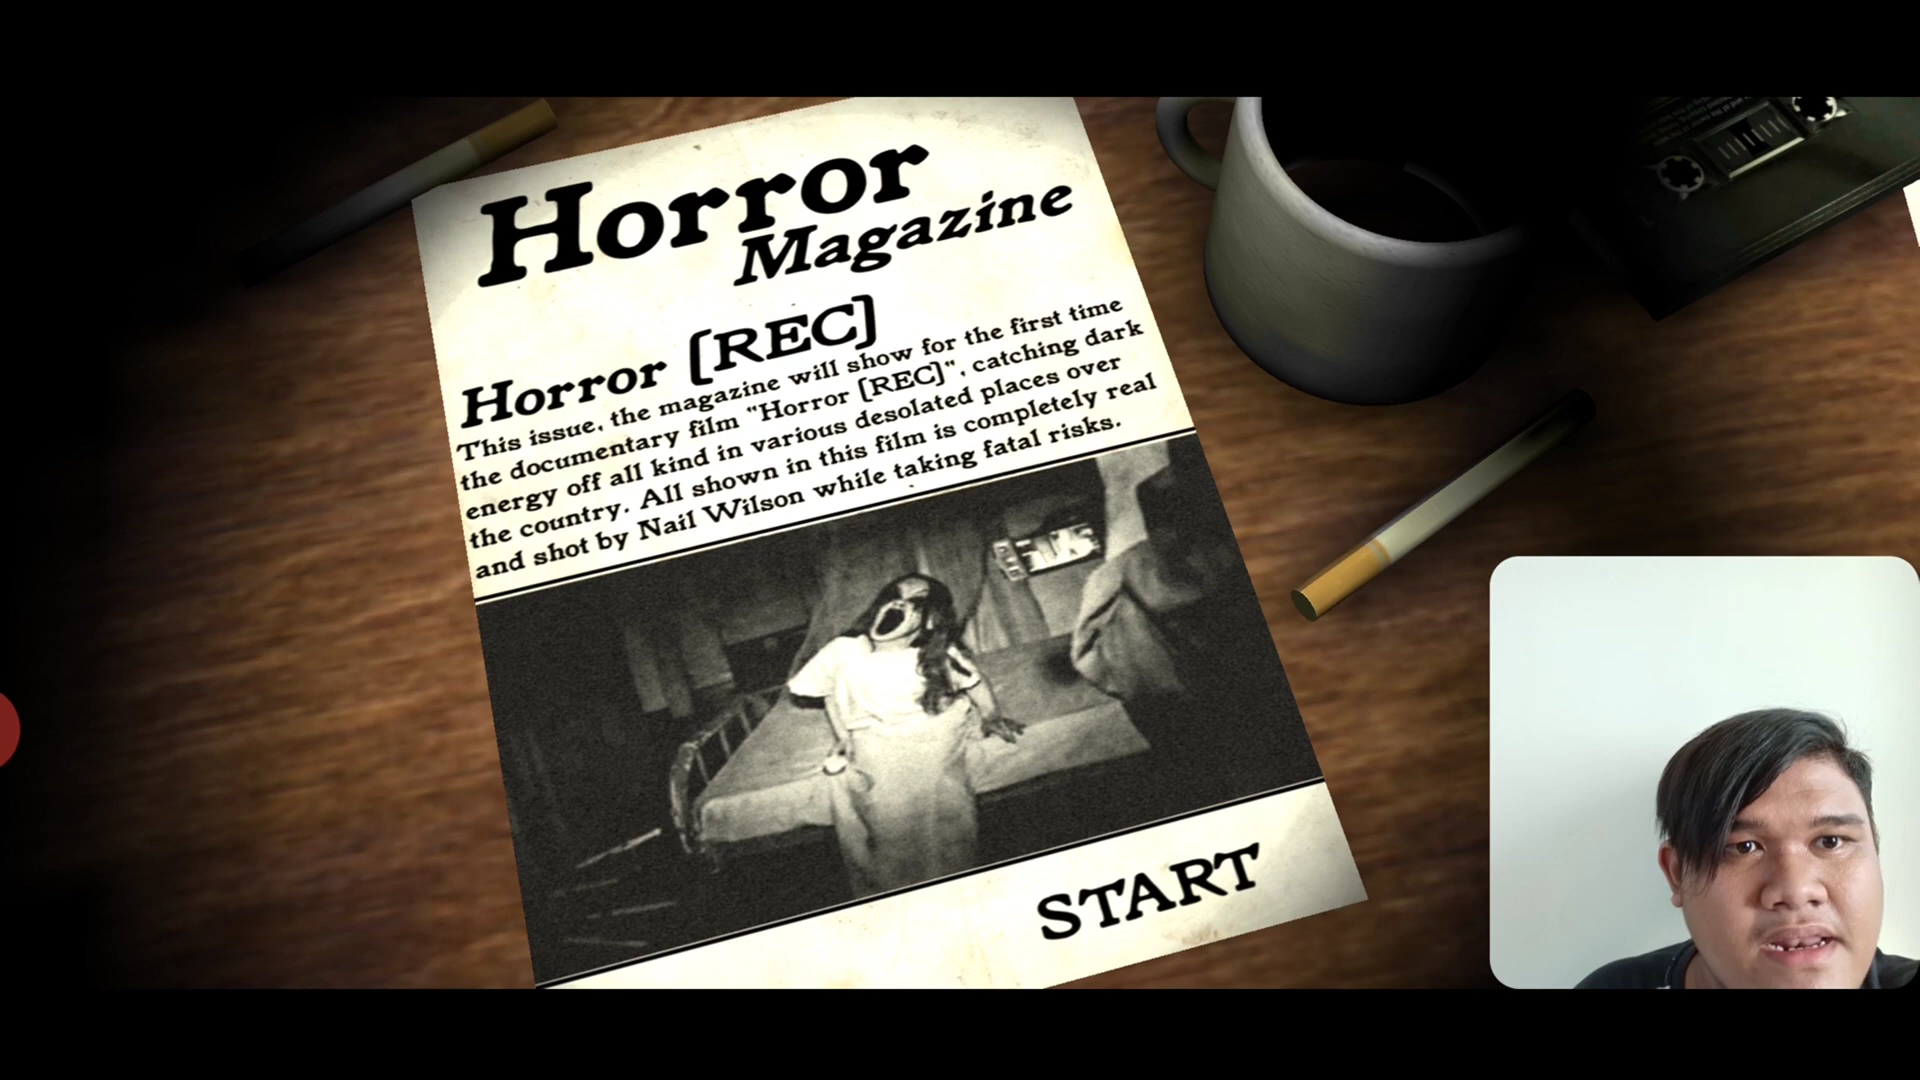 Horror
Magazine
Horror [REC]
This issue, the magazine will show for the first time
the documentary film "Horror [REC]", catching dark
energy off all kind in various desolated places over
the country. All shown in this film is completely real
and shot by Nail Wilson while taking fatal risks.
START